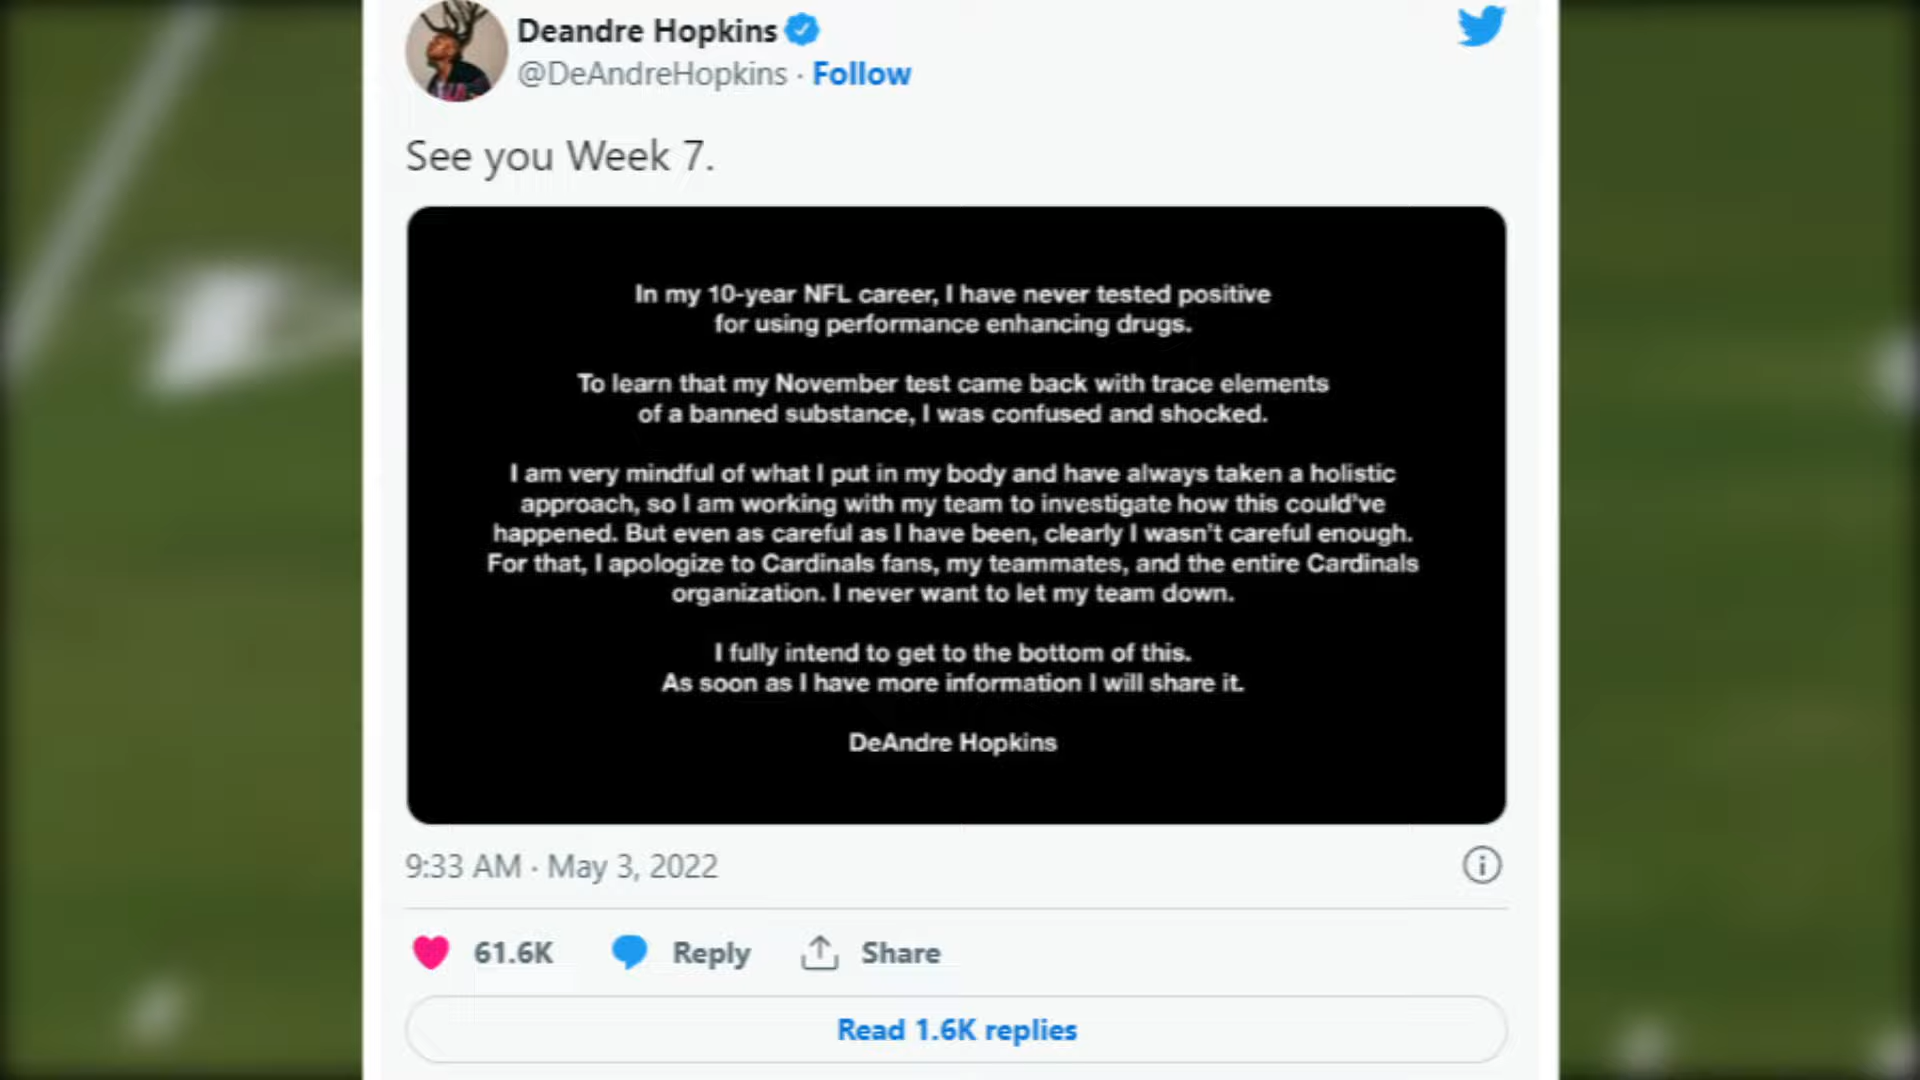 Deandre Hopkins
@DeAndreHopkins · Follow
See you Week 7.
In my 10-year NFL career, I have never tested positive
for using performance enhancing drugs.
To learn that my November test came back with trace elements
of a banned substance, I was confused and shocked.
I am very mindful of what I put in my body and have always taken a holistic
approach, so I am working with my team to investigate how this could've
happened. But even as careful as I have been, clearly I wasn't careful enough.
For that, I apologize to Cardinals fans, my teammates, and the entire Cardinals
organization. I never want to let my team down.
I fully intend to get to the bottom of this.
As soon as I have more information I will share it.
DeAndre Hopkins
9:33 AM · May 3, 2022
61.6K Reply Share
Read 1.6K replies